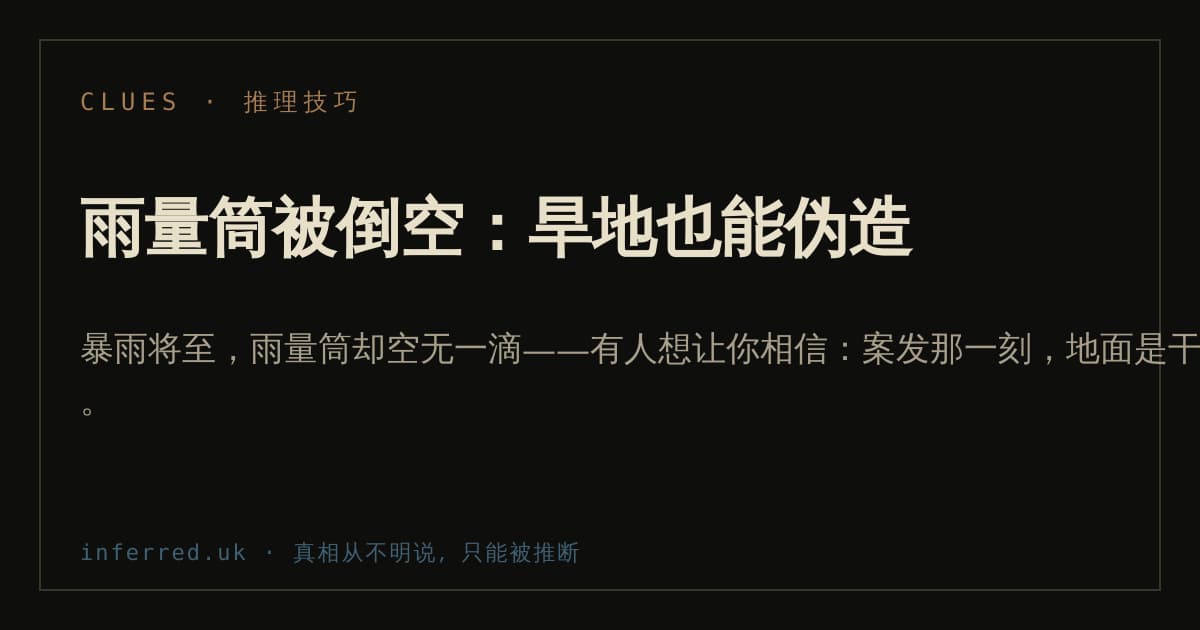 CLUES · 推理技巧
雨量筒被倒空：旱地也能伪造
暴雨将至，雨量筒却空无一滴——有人想让你相信：案发那一刻，地面是干
。
inferred.uk · 真相从不明说，只能被推断